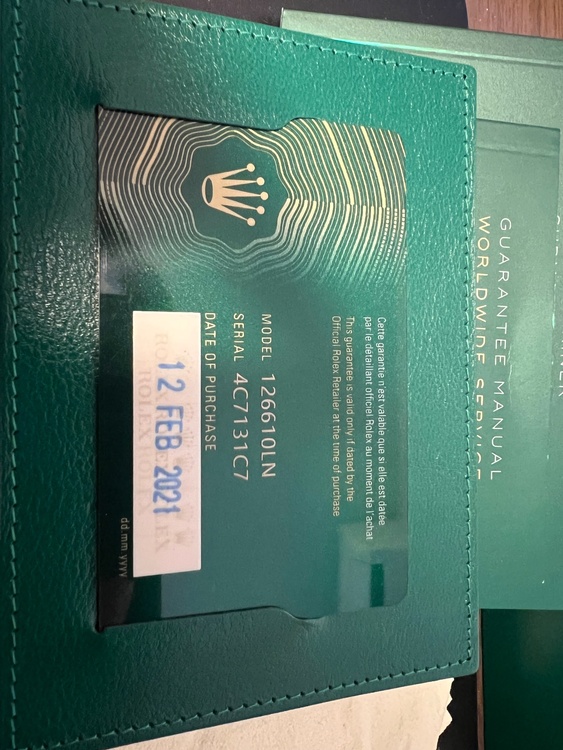 Cette garantie n'est valable que si elle est datée
par le détaillant officiel Rolex au moment de l'achat
This guarantee is valid only if dated by the
Official Rolex Retailer at the time of purchase
MODEL 126610LN
SERIAL 4C7131C7
DATE OF PURCHASE
12 FEB 2021
dd.mm.yyyy
GUARANTEE MANUAL
WORLDWIDE SERVICE